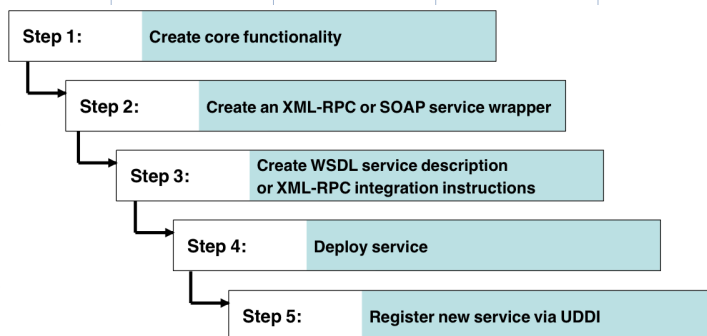 Step 1: Create core functionality
Step 2: Create an XML-RPC or SOAP service wrapper
Step 3: Create WSDL service description
or XML-RPC integration instructions
Step 4: Deploy service
Step 5: Register new service via UDDI